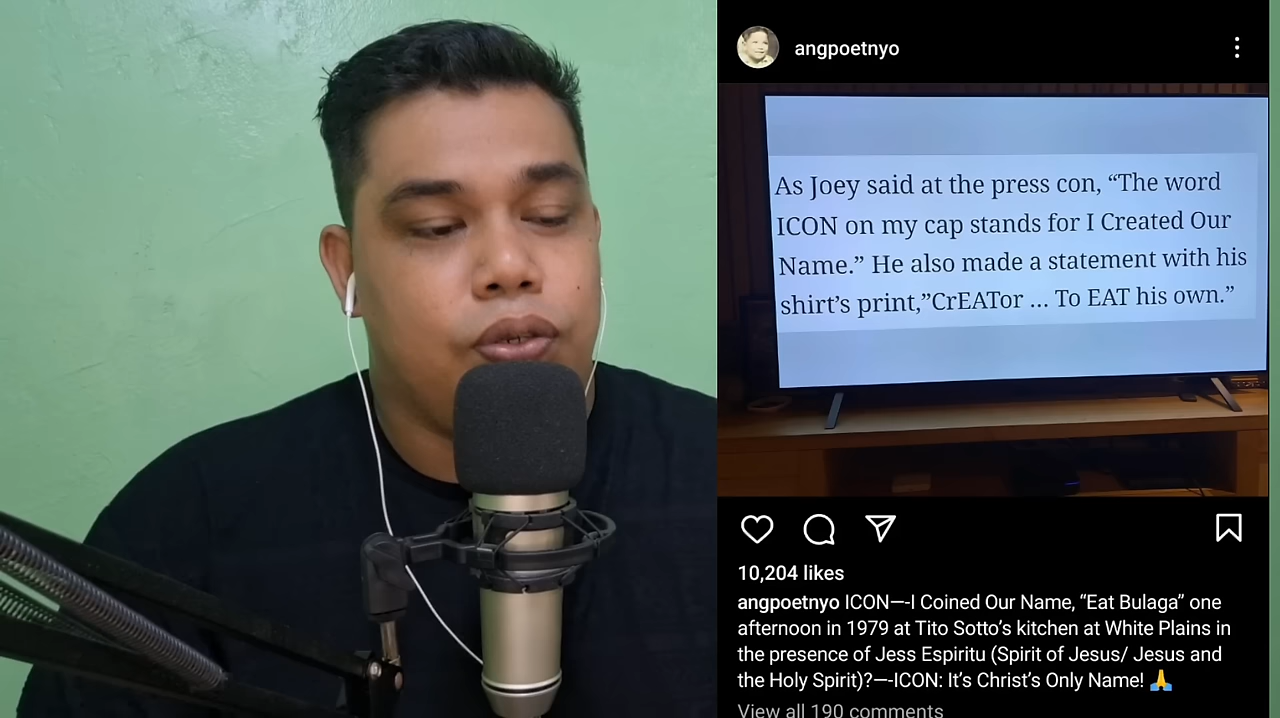 angpoetnyo
As Joey said at the press con, “The word
ICON on my cap stands for I Created Our
Name.” He also made a statement with his
shirt’s print,”CrEATor ... To EAT his own.”
10,204 likes
angpoetnyo ICON—-I Coined Our Name, “Eat Bulaga” one
afternoon in 1979 at Tito Sotto’s kitchen at White Plains in
the presence of Jess Espiritu (Spirit of Jesus/ Jesus and
the Holy Spirit)?—-ICON: It’s Christ’s Only Name! 🙏
View all 190 comments